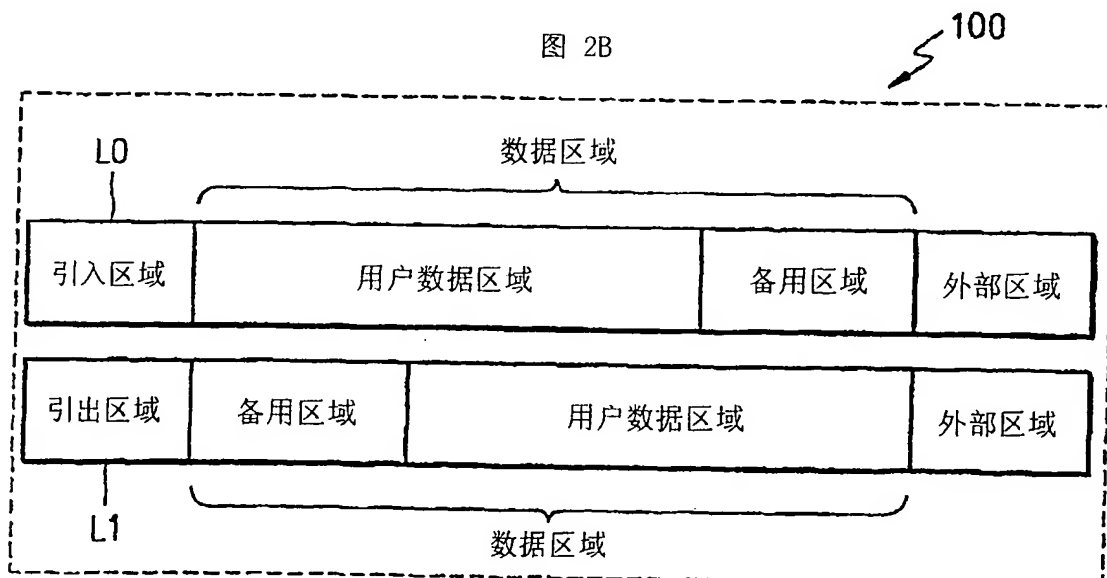 图 2B
100
数据区域
L0
引入区域 用户数据区域 备用区域 外部区域
引出区域 备用区域 用户数据区域 外部区域
L1
数据区域